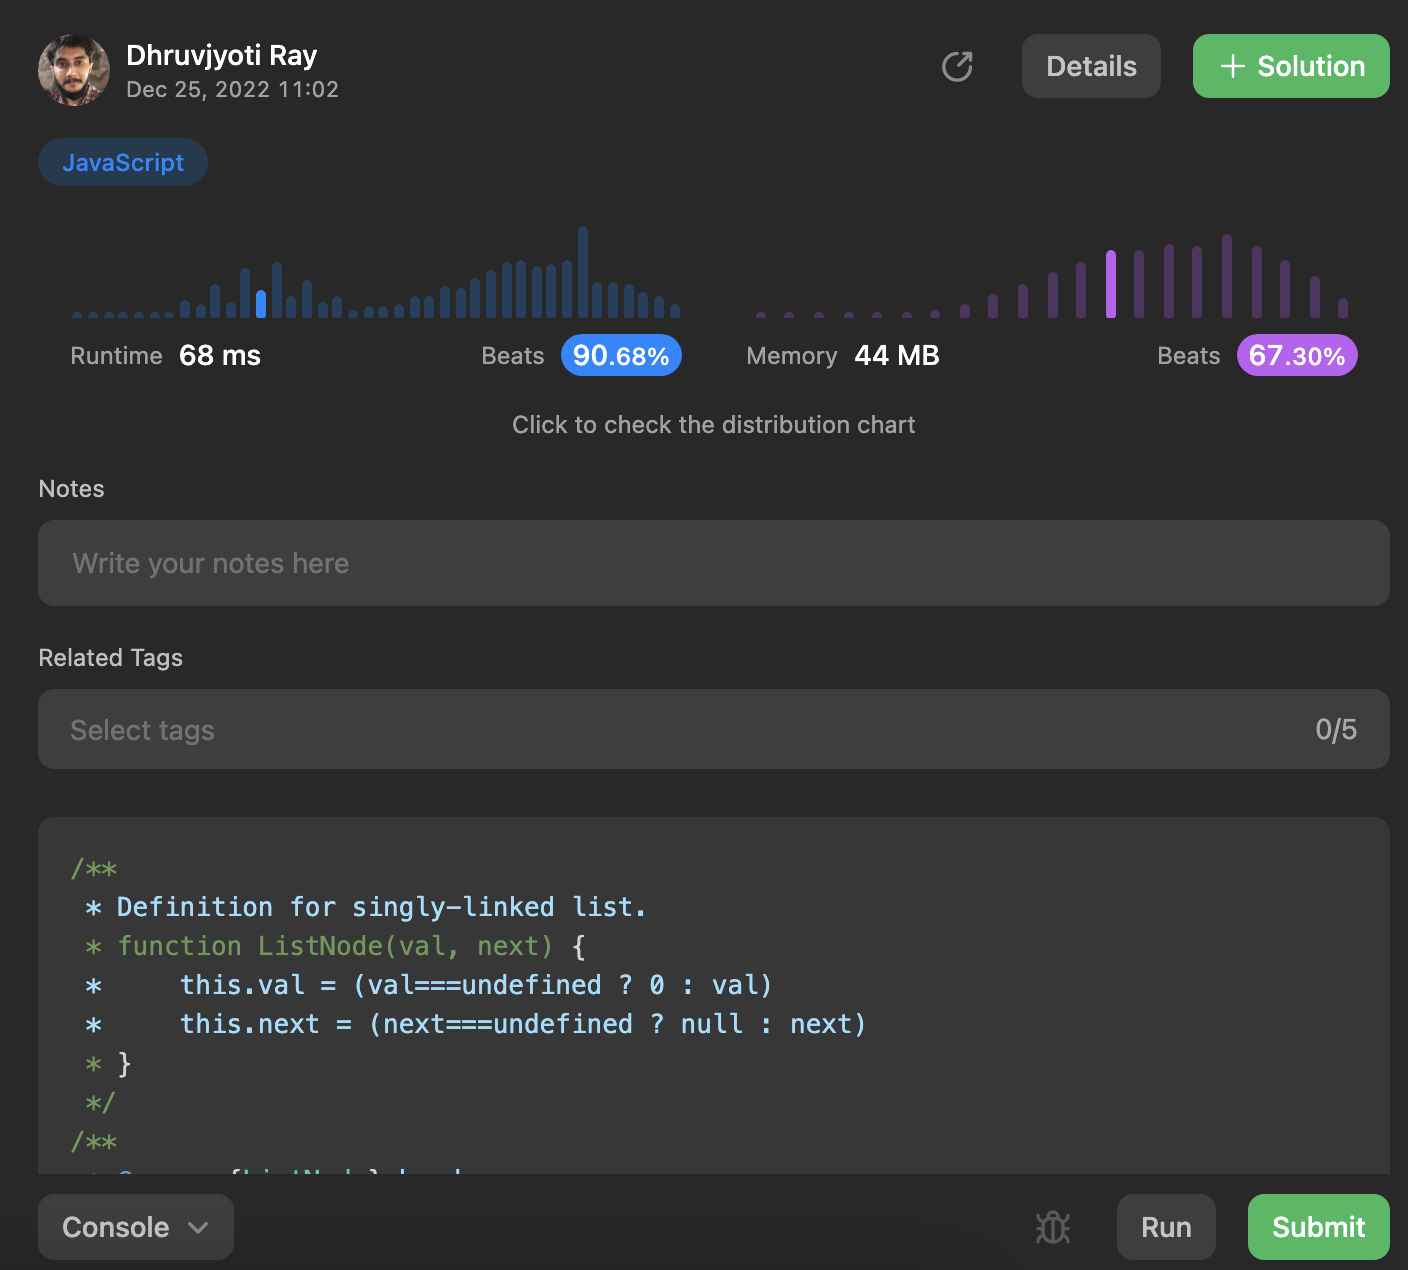 Dhruvjyoti Ray
Dec 25, 2022 11:02
Details
+ Solution
JavaScript
Runtime 68 ms
Beats 90.68%
Memory 44 MB
Beats 67.30%
Click to check the distribution chart
Notes
Write your notes here
Related Tags
Select tags
0/5
/**
 * Definition for singly-linked list.
 * function ListNode(val, next) {
 *     this.val = (val===undefined ? 0 : val)
 *     this.next = (next===undefined ? null : next)
 * }
 */
/**
Console
Run
Submit